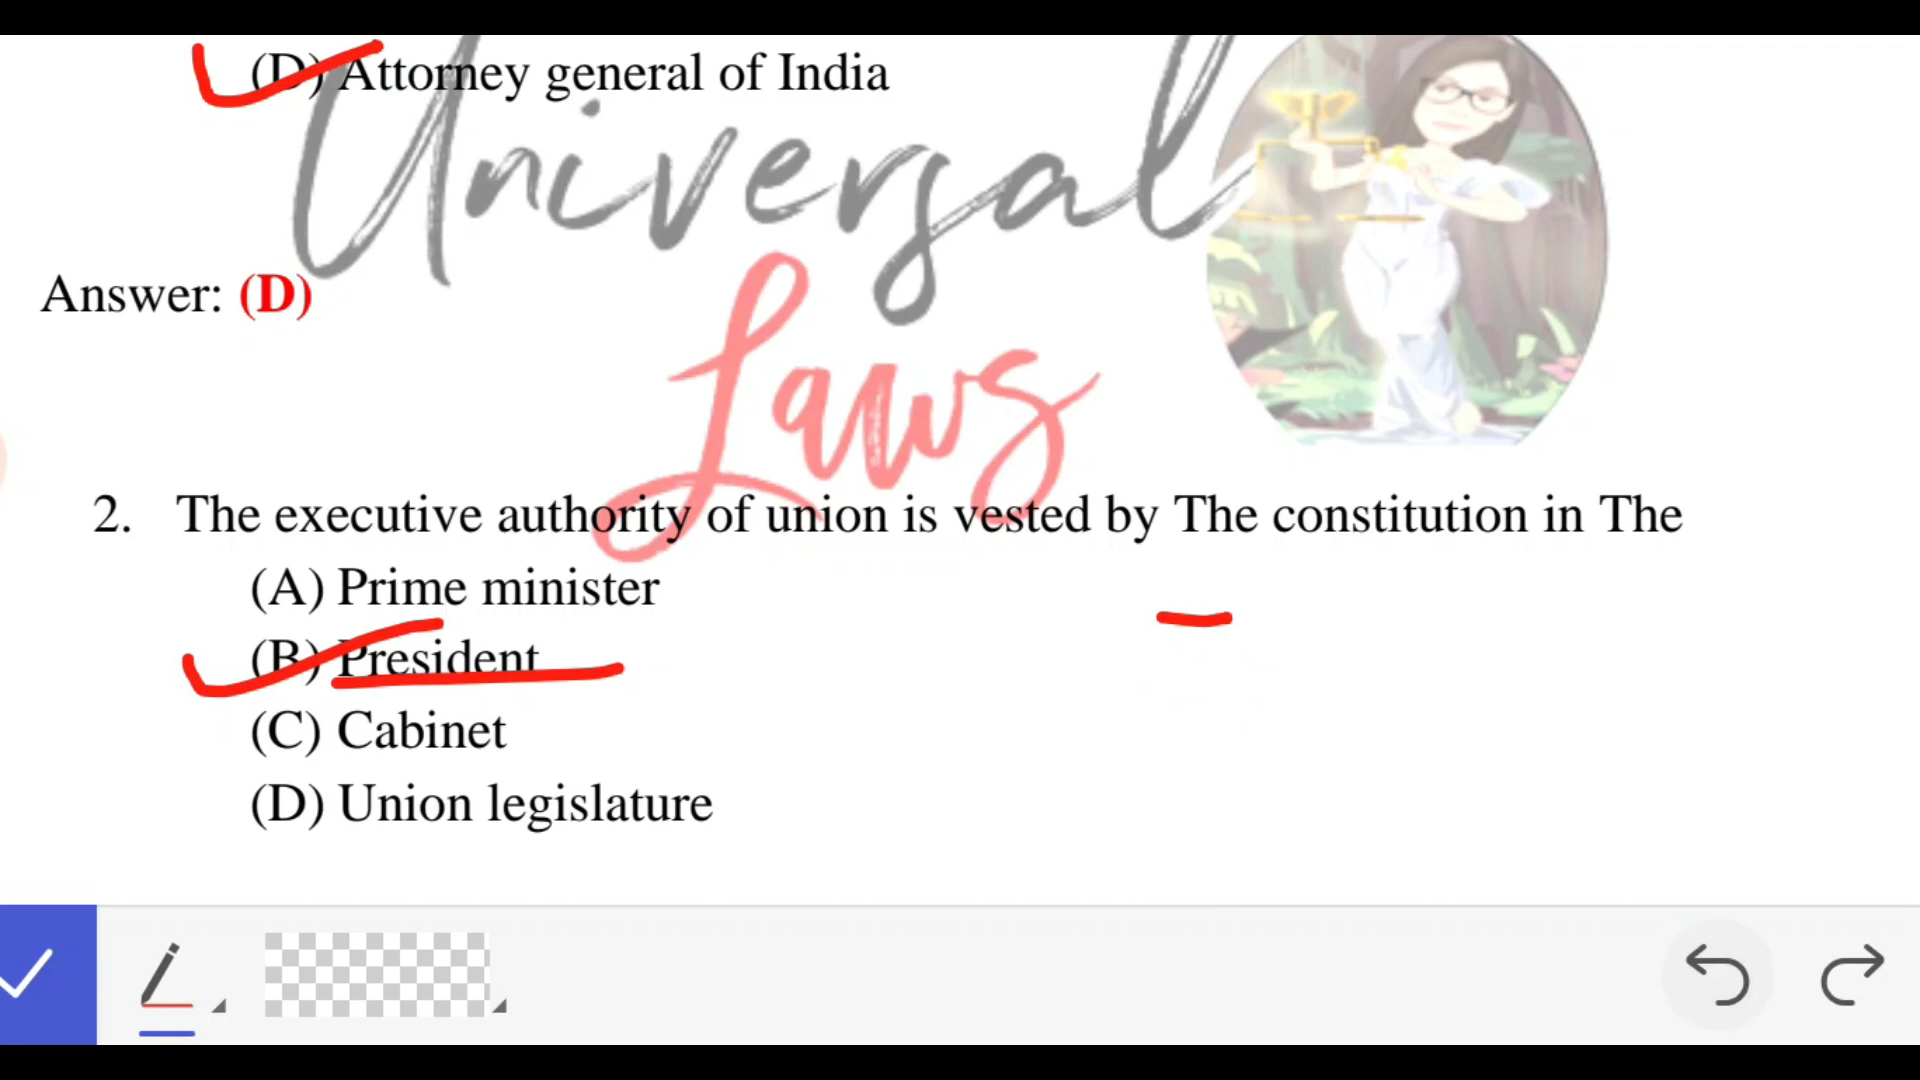 (D) Attorney general of India
Universal
Laws
Answer: (D)
2. The executive authority of union is vested by The constitution in The
(A) Prime minister
(B) President
(C) Cabinet
(D) Union legislature